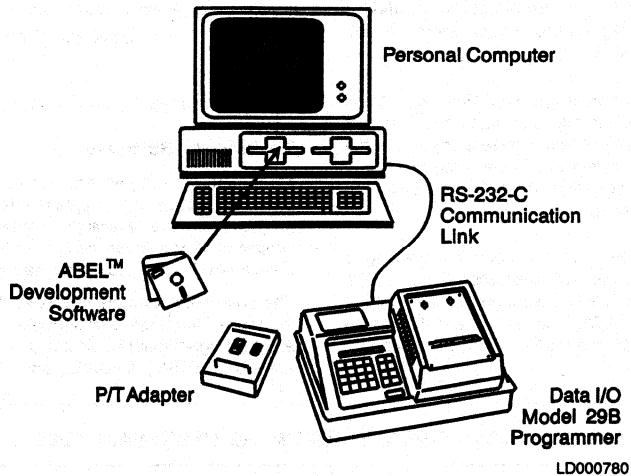 Personal Computer
RS-232-C
Communication
Link
ABEL™
Development
Software
P/T Adapter
Data I/O
Model 29B
Programmer
LD000780